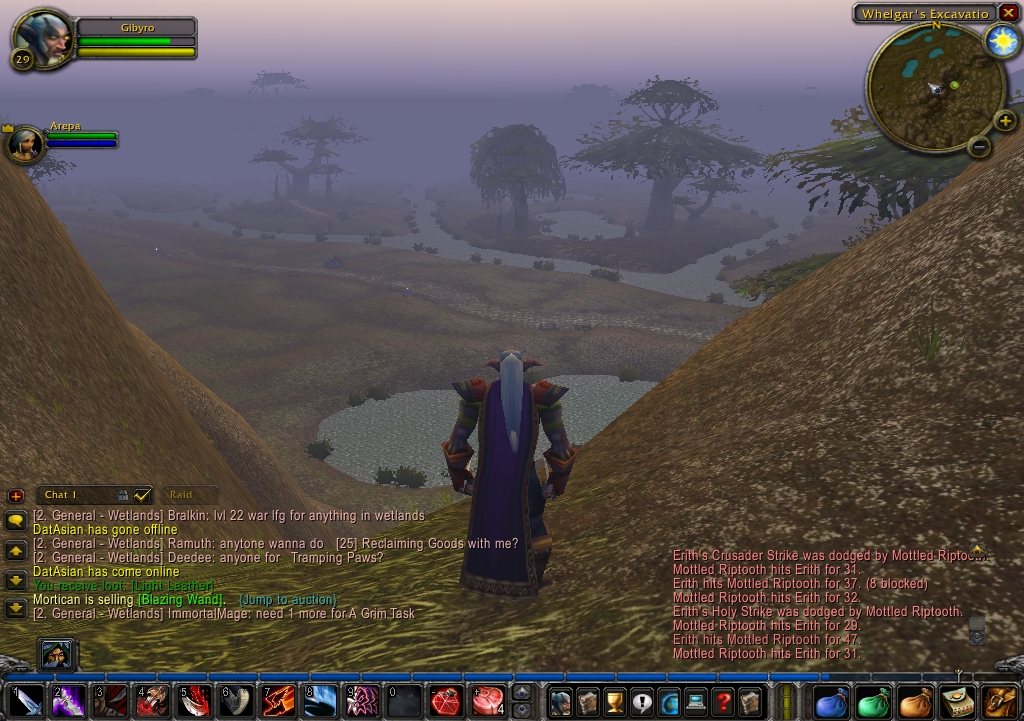 Gibyro
29
Arepa
Whelgar's Excavatio
N
Chat 1
Raid
[2. General - Wetlands] Bralkin: lvl 22 war lfg for anything in wetlands
DatAsian has gone offline
[2. General - Wetlands] Ramuth: anytone wanna do [25] Reclaiming Goods with me?
[2. General - Wetlands] Deedee: anyone for Tramping Paws?
DatAsian has come online
You receive loot: [Light Leather].
Mortican is selling [Blazing Wand]. (Jump to auction)
[2. General - Wetlands] ImmortalMage: need 1 more for A Grim Task
Erith's Crusader Strike was dodged by Mottled Riptooth.
Mottled Riptooth hits Erith for 31.
Erith hits Mottled Riptooth for 37. (8 blocked)
Mottled Riptooth hits Erith for 32.
Erith's Holy Strike was dodged by Mottled Riptooth.
Mottled Riptooth hits Erith for 29.
Erith hits Mottled Riptooth for 47.
Mottled Riptooth hits Erith for 31.
1 2 3 4 5 6 7 8 9 0 - + 4